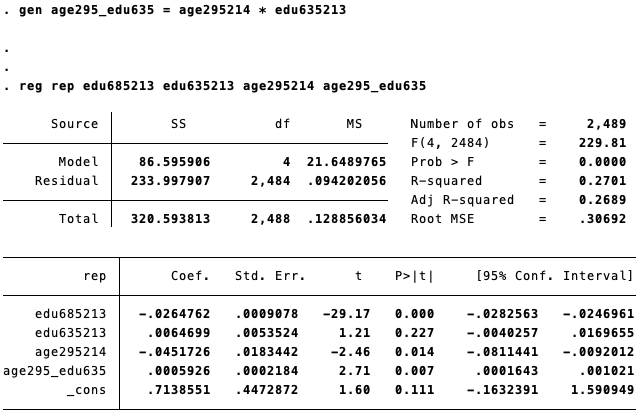 . gen age295_edu635 = age295214 * edu635213
.
.
. reg rep edu685213 edu635213 age295214 age295_edu635
Source SS df MS Number of obs = 2,489
F(4, 2484) = 229.81
Model 86.595906 4 21.6489765 Prob > F = 0.0000
Residual 233.997907 2,484 .094202056 R-squared = 0.2701
Adj R-squared = 0.2689
Total 320.593813 2,488 .128856034 Root MSE = .30692
rep Coef. Std. Err. t P>|t| [95% Conf. Interval]
edu685213 -.0264762 .0009078 -29.17 0.000 -.0282563 -.0246961
edu635213 .0064699 .0053524 1.21 0.227 -.0040257 .0169655
age295214 -.0451726 .0183442 -2.46 0.014 -.0811441 -.0092012
age295_edu635 .0005926 .0002184 2.71 0.007 .0001643 .001021
_cons .7138551 .4472872 1.60 0.111 -.1632391 1.590949